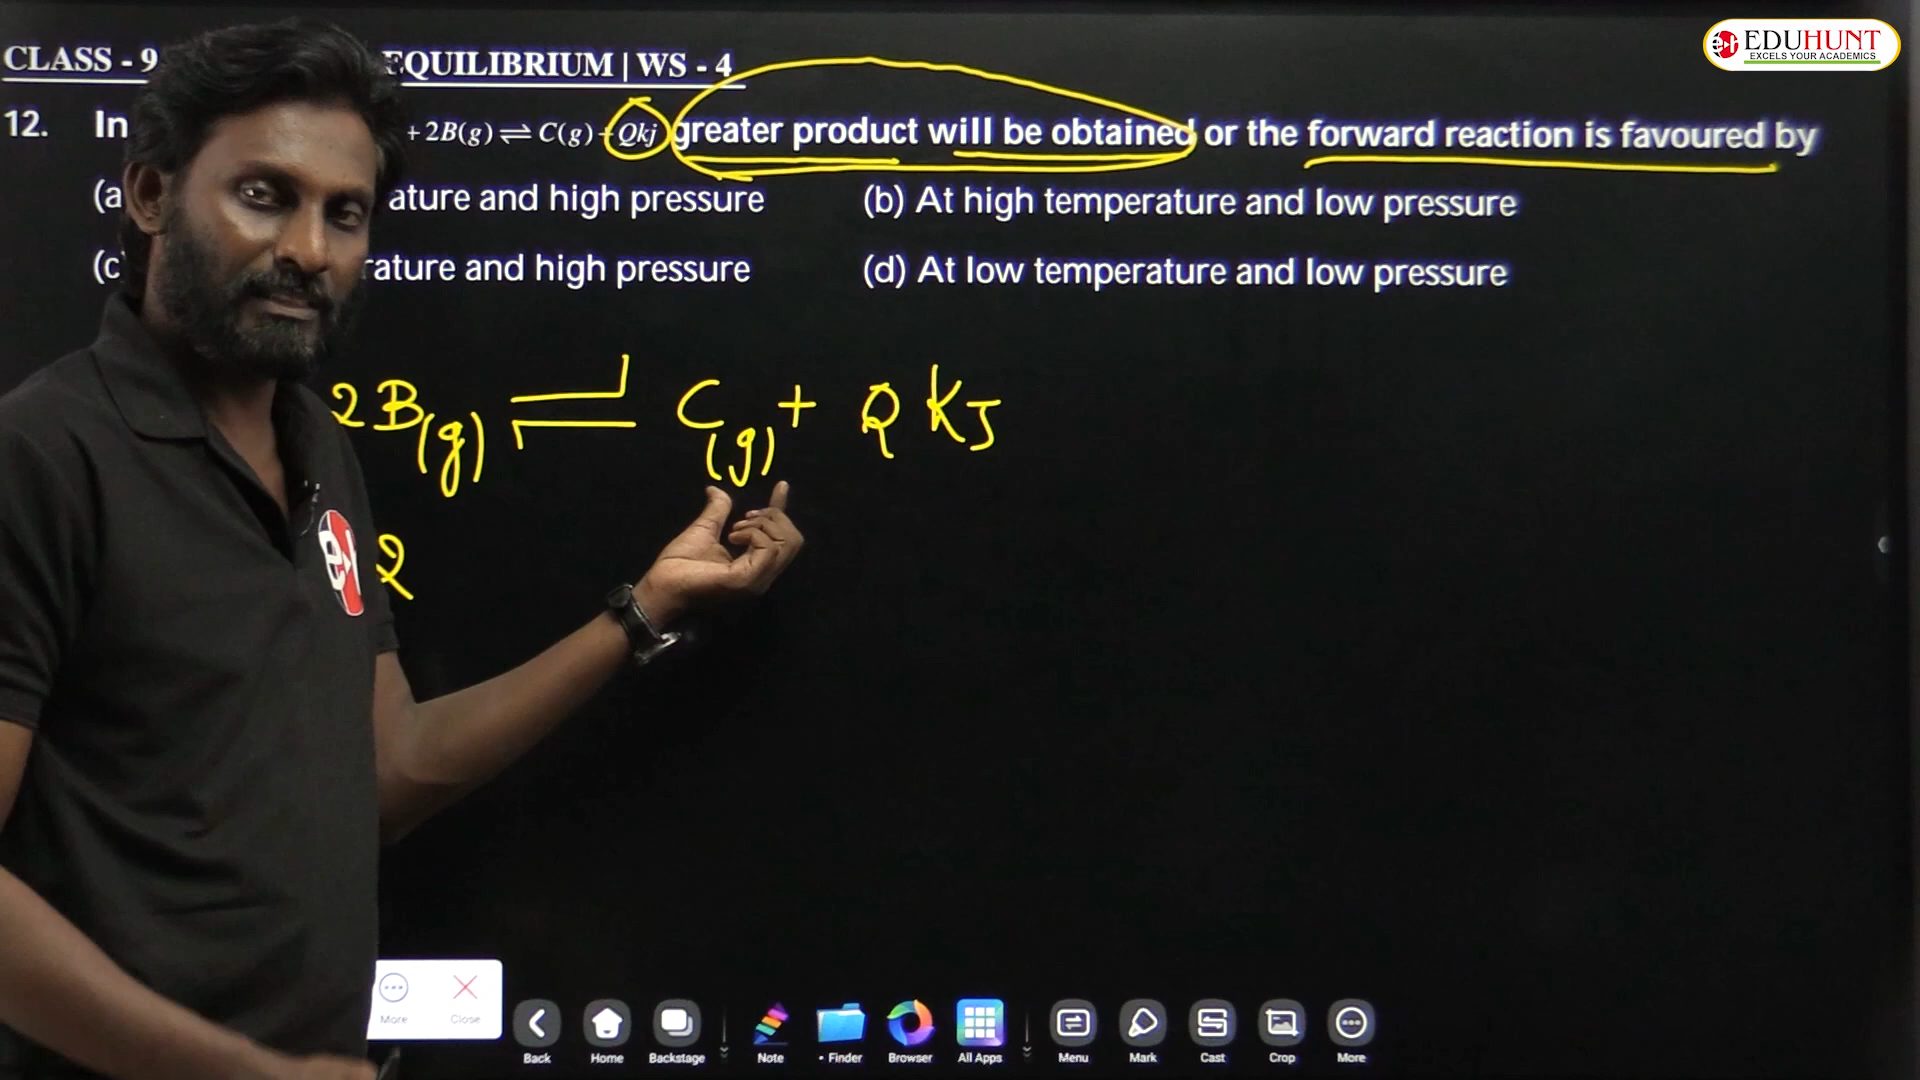 EDUHUNT
EXCELS YOUR ACADEMICS
CLASS - 9 EQUILIBRIUM | WS - 4
12. In + 2B(g) ⇌ C(g) + Qkj greater product will be obtained or the forward reaction is favoured by
(a ature and high pressure (b) At high temperature and low pressure
(c) rature and high pressure (d) At low temperature and low pressure
2B(g) ⇌ C(g) + Q KJ
2
More Close
Back Home Backstage Note • Finder Browser All Apps Menu Mark Cast Crop More